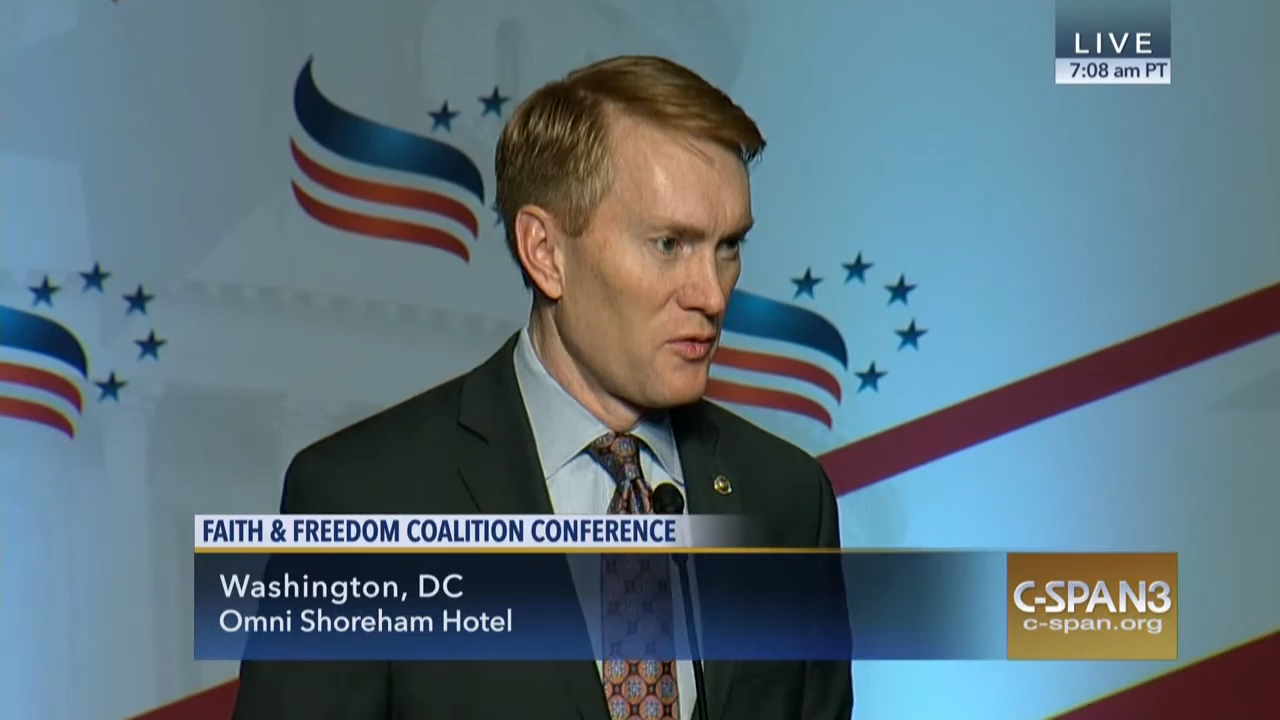 LIVE
7:08 am PT
FAITH & FREEDOM COALITION CONFERENCE
Washington, DC
Omni Shoreham Hotel
C-SPAN3
c-span.org